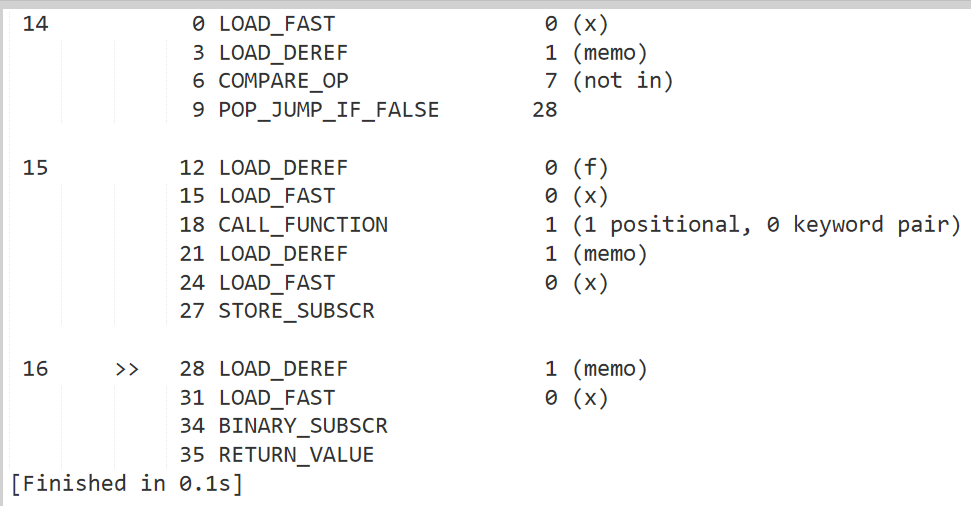 14 0 LOAD_FAST 0 (x)
3 LOAD_DEREF 1 (memo)
6 COMPARE_OP 7 (not in)
9 POP_JUMP_IF_FALSE 28
15 12 LOAD_DEREF 0 (f)
15 LOAD_FAST 0 (x)
18 CALL_FUNCTION 1 (1 positional, 0 keyword pair)
21 LOAD_DEREF 1 (memo)
24 LOAD_FAST 0 (x)
27 STORE_SUBSCR
16 >> 28 LOAD_DEREF 1 (memo)
31 LOAD_FAST 0 (x)
34 BINARY_SUBSCR
35 RETURN_VALUE
[Finished in 0.1s]